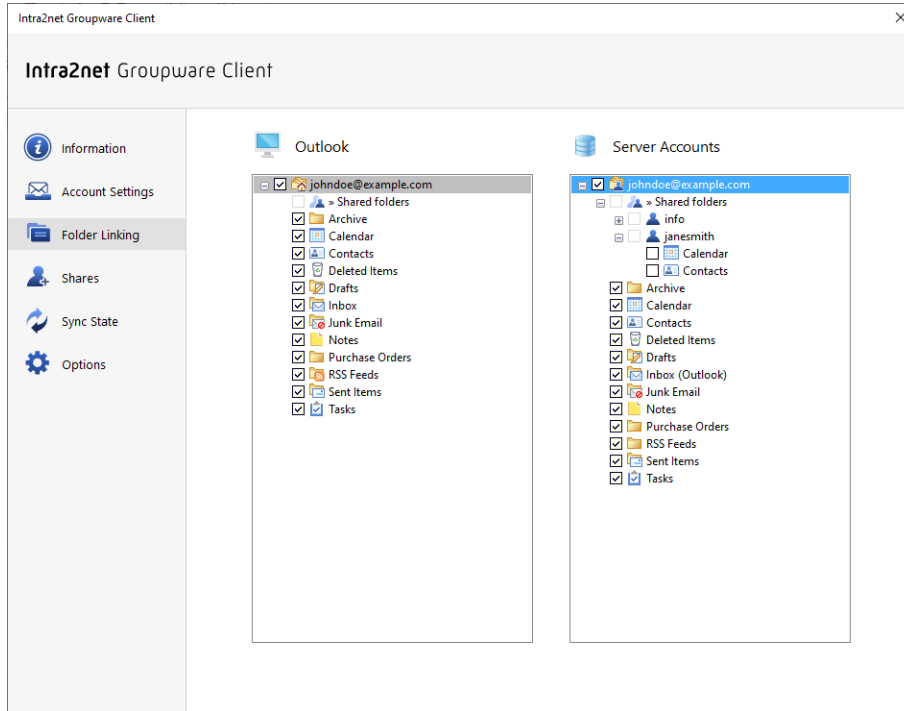 Intra2net Groupware Client
Intra2net Groupware Client
Information
Account Settings
Folder Linking
Shares
Sync State
Options
Outlook
johndoe@example.com
» Shared folders
Archive
Calendar
Contacts
Deleted Items
Drafts
Inbox
Junk Email
Notes
Purchase Orders
RSS Feeds
Sent Items
Tasks
Server Accounts
johndoe@example.com
» Shared folders
info
janesmith
Calendar
Contacts
Archive
Calendar
Contacts
Deleted Items
Drafts
Inbox (Outlook)
Junk Email
Notes
Purchase Orders
RSS Feeds
Sent Items
Tasks